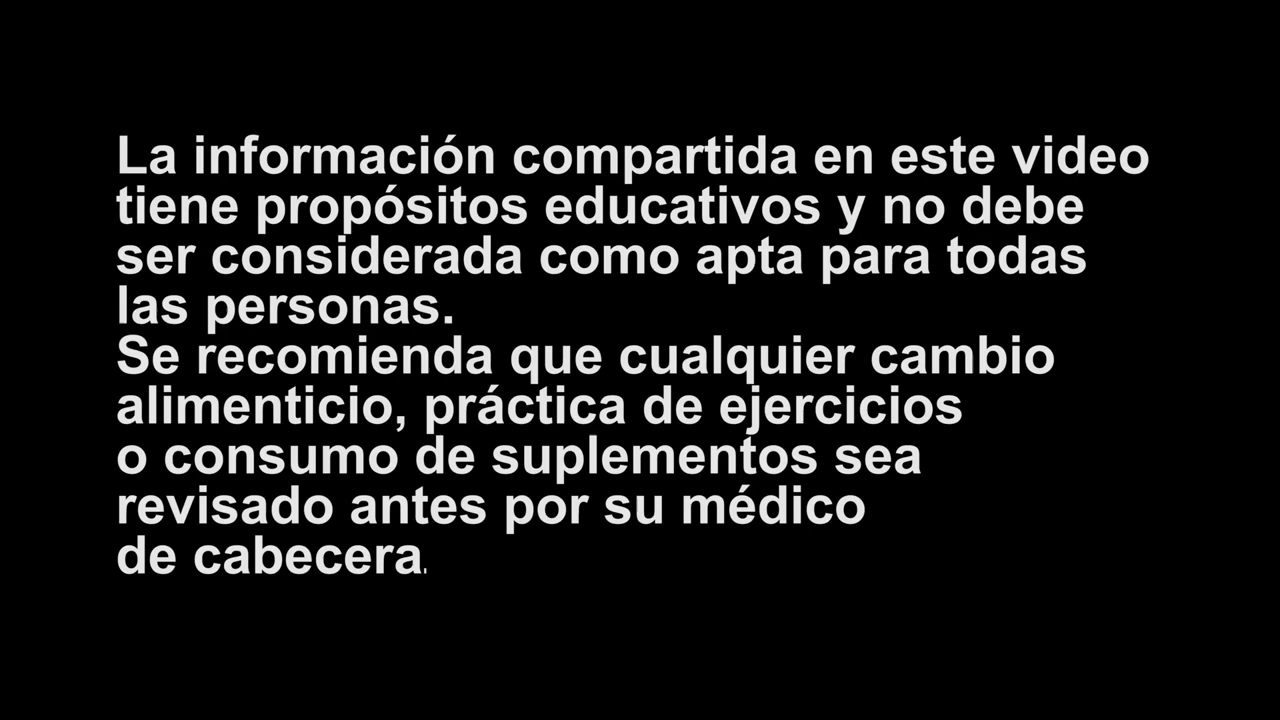 La información compartida en este video
tiene propósitos educativos y no debe
ser considerada como apta para todas
las personas.
Se recomienda que cualquier cambio
alimenticio, práctica de ejercicios
o consumo de suplementos sea
revisado antes por su médico
de cabecera.